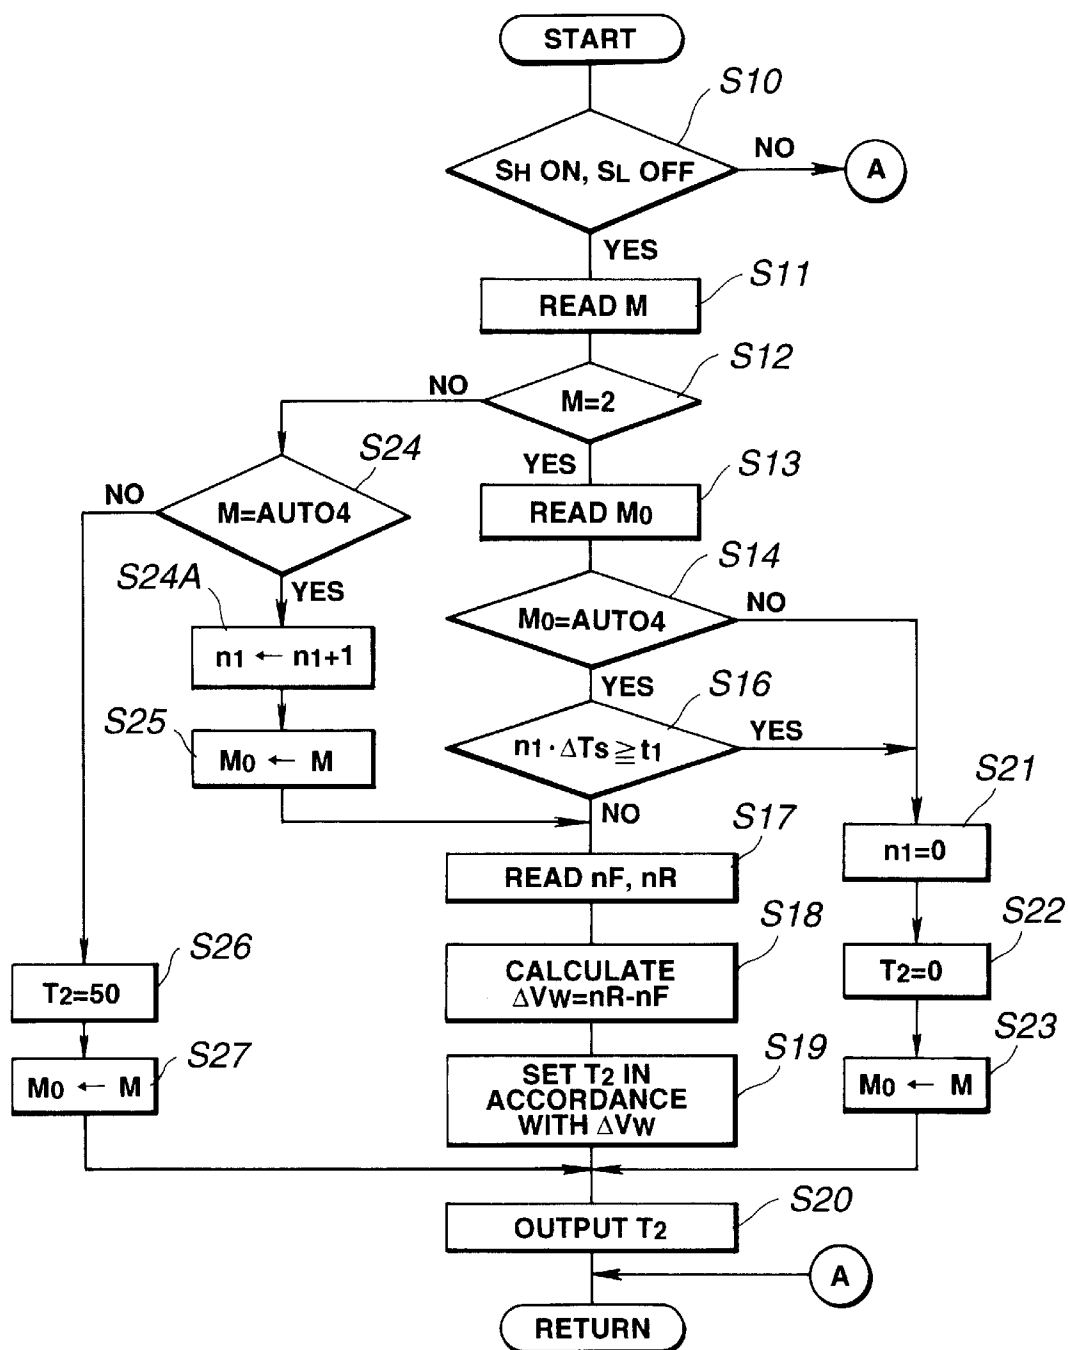 START
S10
SH ON, SL OFF
NO
A
YES
S11
READ M
S12
NO
M=2
YES
S13
READ M0
S24
NO
M=AUTO4
YES
S14
M0=AUTO4
NO
YES
S24A
n1 ← n1+1
S16
n1 · ΔTs ≧ t1
YES
NO
S25
M0 ← M
S17
READ nF, nR
S21
n1=0
S18
CALCULATE
ΔVW=nR-nF
S22
T2=0
S26
T2=50
S19
SET T2 IN
ACCORDANCE
WITH ΔVW
S23
M0 ← M
S27
M0 ← M
S20
OUTPUT T2
A
RETURN